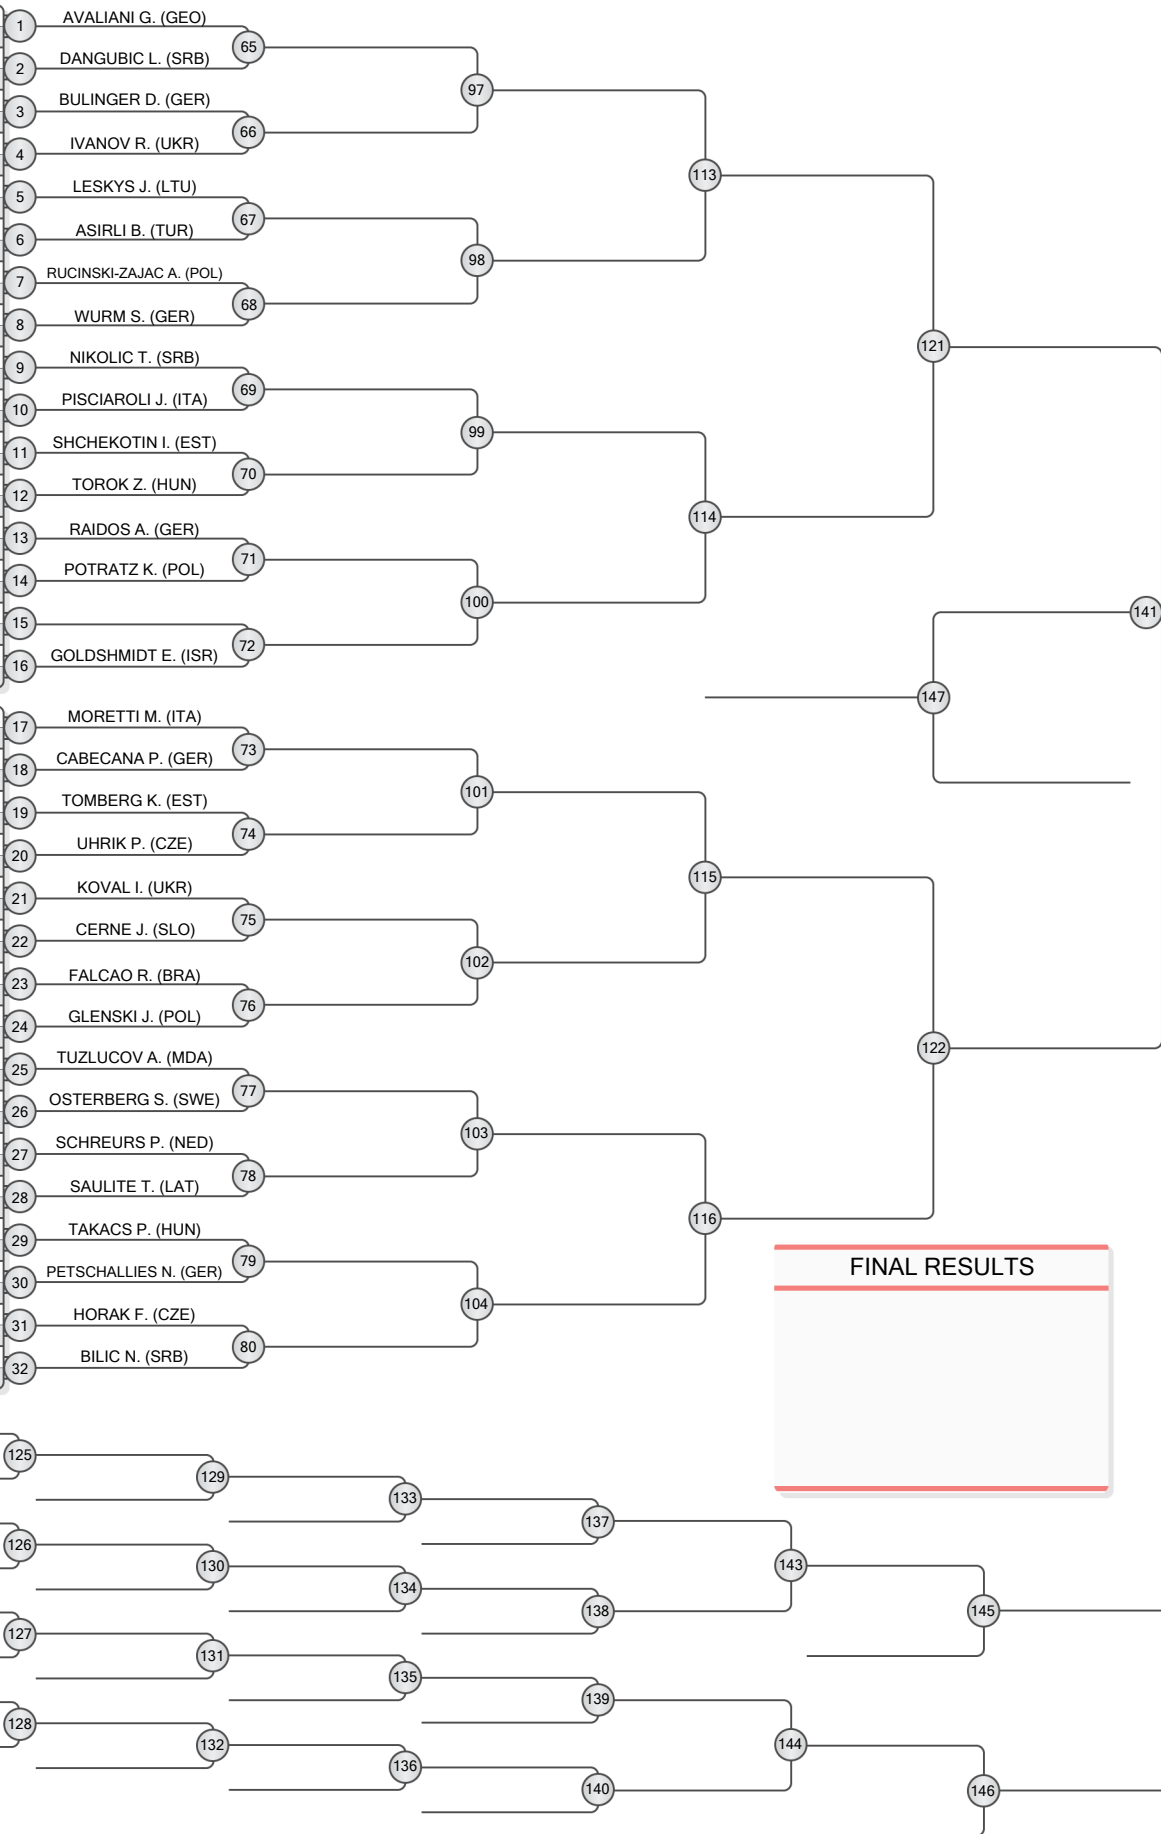 1 AVALIANI G. (GEO)
65
2 DANGUBIC L. (SRB)
97
3 BULINGER D. (GER)
66
4 IVANOV R. (UKR)
113
5 LESKYS J. (LTU)
67
6 ASIRLI B. (TUR)
98
7 RUCINSKI-ZAJAC A. (POL)
68
8 WURM S. (GER)
121
9 NIKOLIC T. (SRB)
69
10 PISCIAROLI J. (ITA)
99
11 SHCHEKOTIN I. (EST)
70
12 TOROK Z. (HUN)
114
13 RAIDOS A. (GER)
71
14 POTRATZ K. (POL)
100
15
141
72
16 GOLDSHMIDT E. (ISR)
147
17 MORETTI M. (ITA)
73
18 CABECANA P. (GER)
101
19 TOMBERG K. (EST)
74
20 UHRIK P. (CZE)
115
21 KOVAL I. (UKR)
75
22 CERNE J. (SLO)
102
23 FALCAO R. (BRA)
76
24 GLENSKI J. (POL)
122
25 TUZLUCOV A. (MDA)
77
26 OSTERBERG S. (SWE)
103
27 SCHREURS P. (NED)
78
28 SAULITE T. (LAT)
116
29 TAKACS P. (HUN)
79
30 PETSCHALLIES N. (GER)
104
31 HORAK F. (CZE)
80
32 BILIC N. (SRB)
FINAL RESULTS
125
129
133
137
126
130
143
134
138
145
127
131
135
139
128
132
144
136
140
146